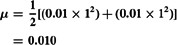 μ = 1/2[(0.01 × 1²) + (0.01 × 1²)]
= 0.010